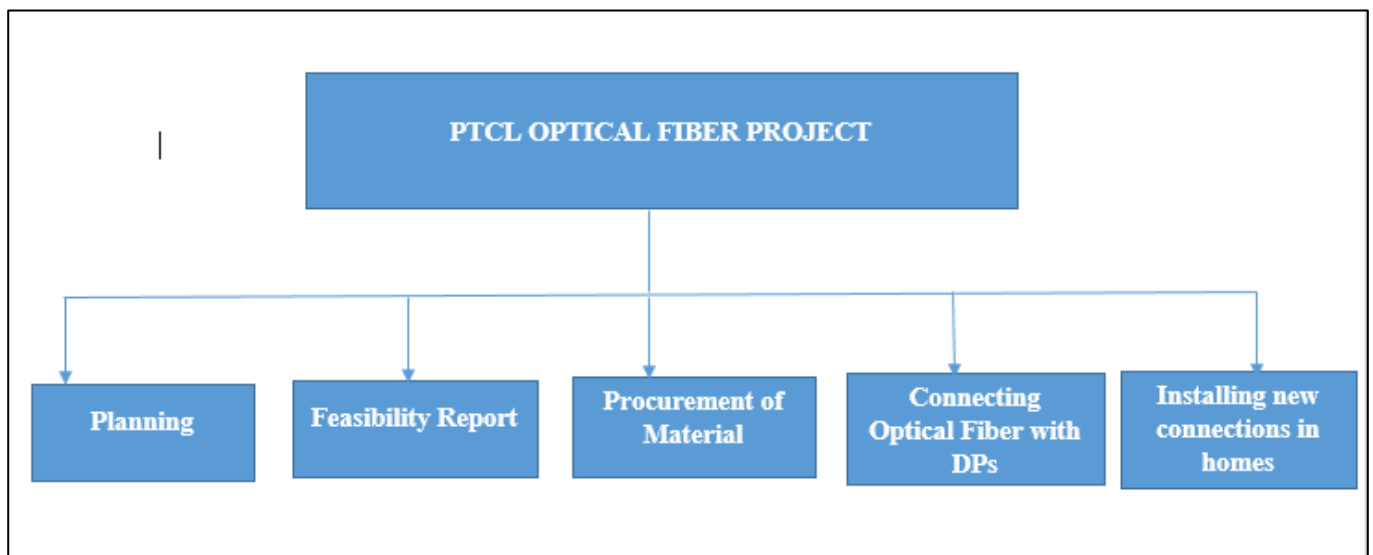 PTCL OPTICAL FIBER PROJECT
Planning
Feasibility Report
Procurement of
Material
Connecting
Optical Fiber with
DPs
Installing new
connections in
homes